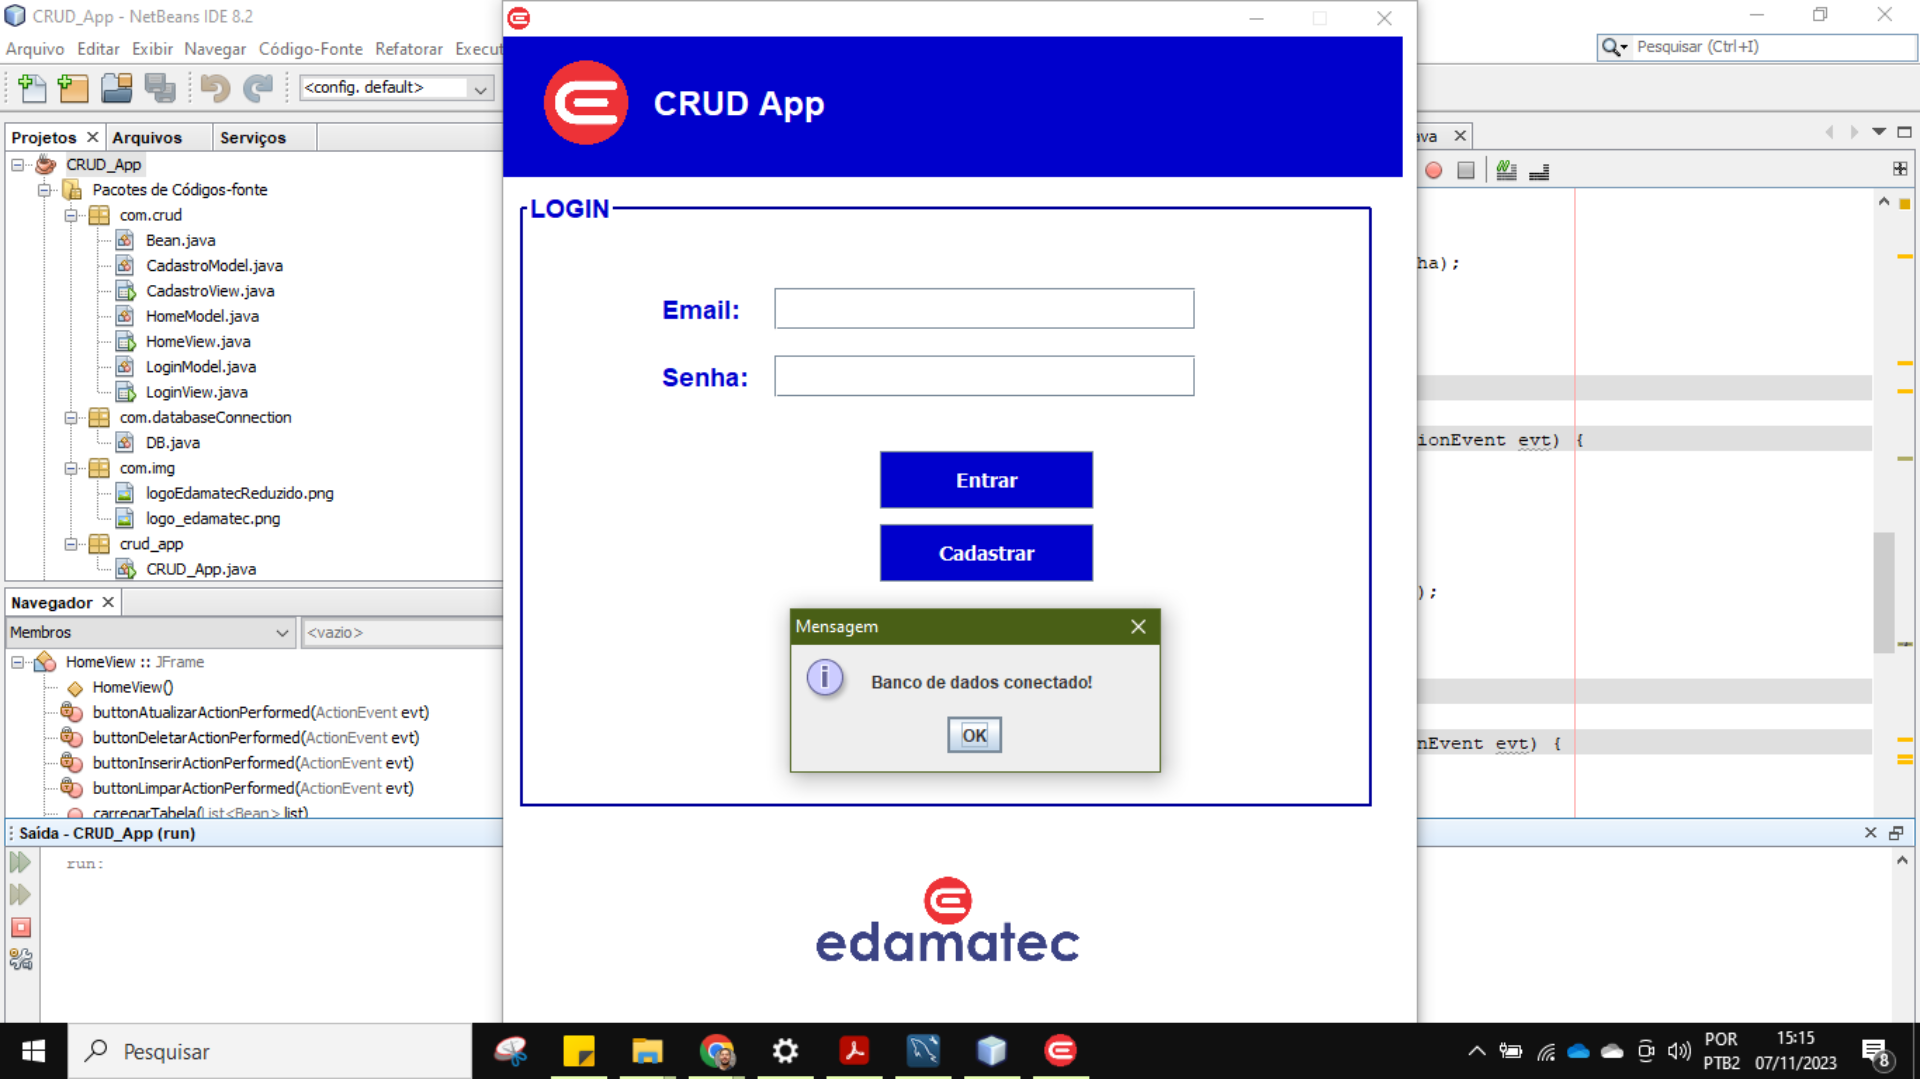 CRUD_App - NetBeans IDE 8.2
Arquivo Editar Exibir Navegar Código-Fonte Refatorar Execut
Pesquisar (Ctrl+I)
<config. default>
Projetos
Arquivos
Serviços
CRUD_App
Pacotes de Códigos-fonte
com.crud
Bean.java
CadastroModel.java
CadastroView.java
HomeModel.java
HomeView.java
LoginModel.java
LoginView.java
com.databaseConnection
DB.java
com.img
logoEdamatecReduzido.png
logo_edamatec.png
crud_app
CRUD_App.java
Navegador
Membros
<vazio>
HomeView :: JFrame
HomeView()
buttonAtualizarActionPerformed(ActionEvent evt)
buttonDeletarActionPerformed(ActionEvent evt)
buttonInserirActionPerformed(ActionEvent evt)
buttonLimparActionPerformed(ActionEvent evt)
carregarTabela(List<Bean> list)
Saída - CRUD_App (run)
run:
CRUD App
LOGIN
Email:
Senha:
Entrar
Cadastrar
Mensagem
Banco de dados conectado!
OK
edamatec
ava
ha);
ionEvent evt) {
);
nEvent evt) {
Pesquisar
POR
PTB2
15:15
07/11/2023
8